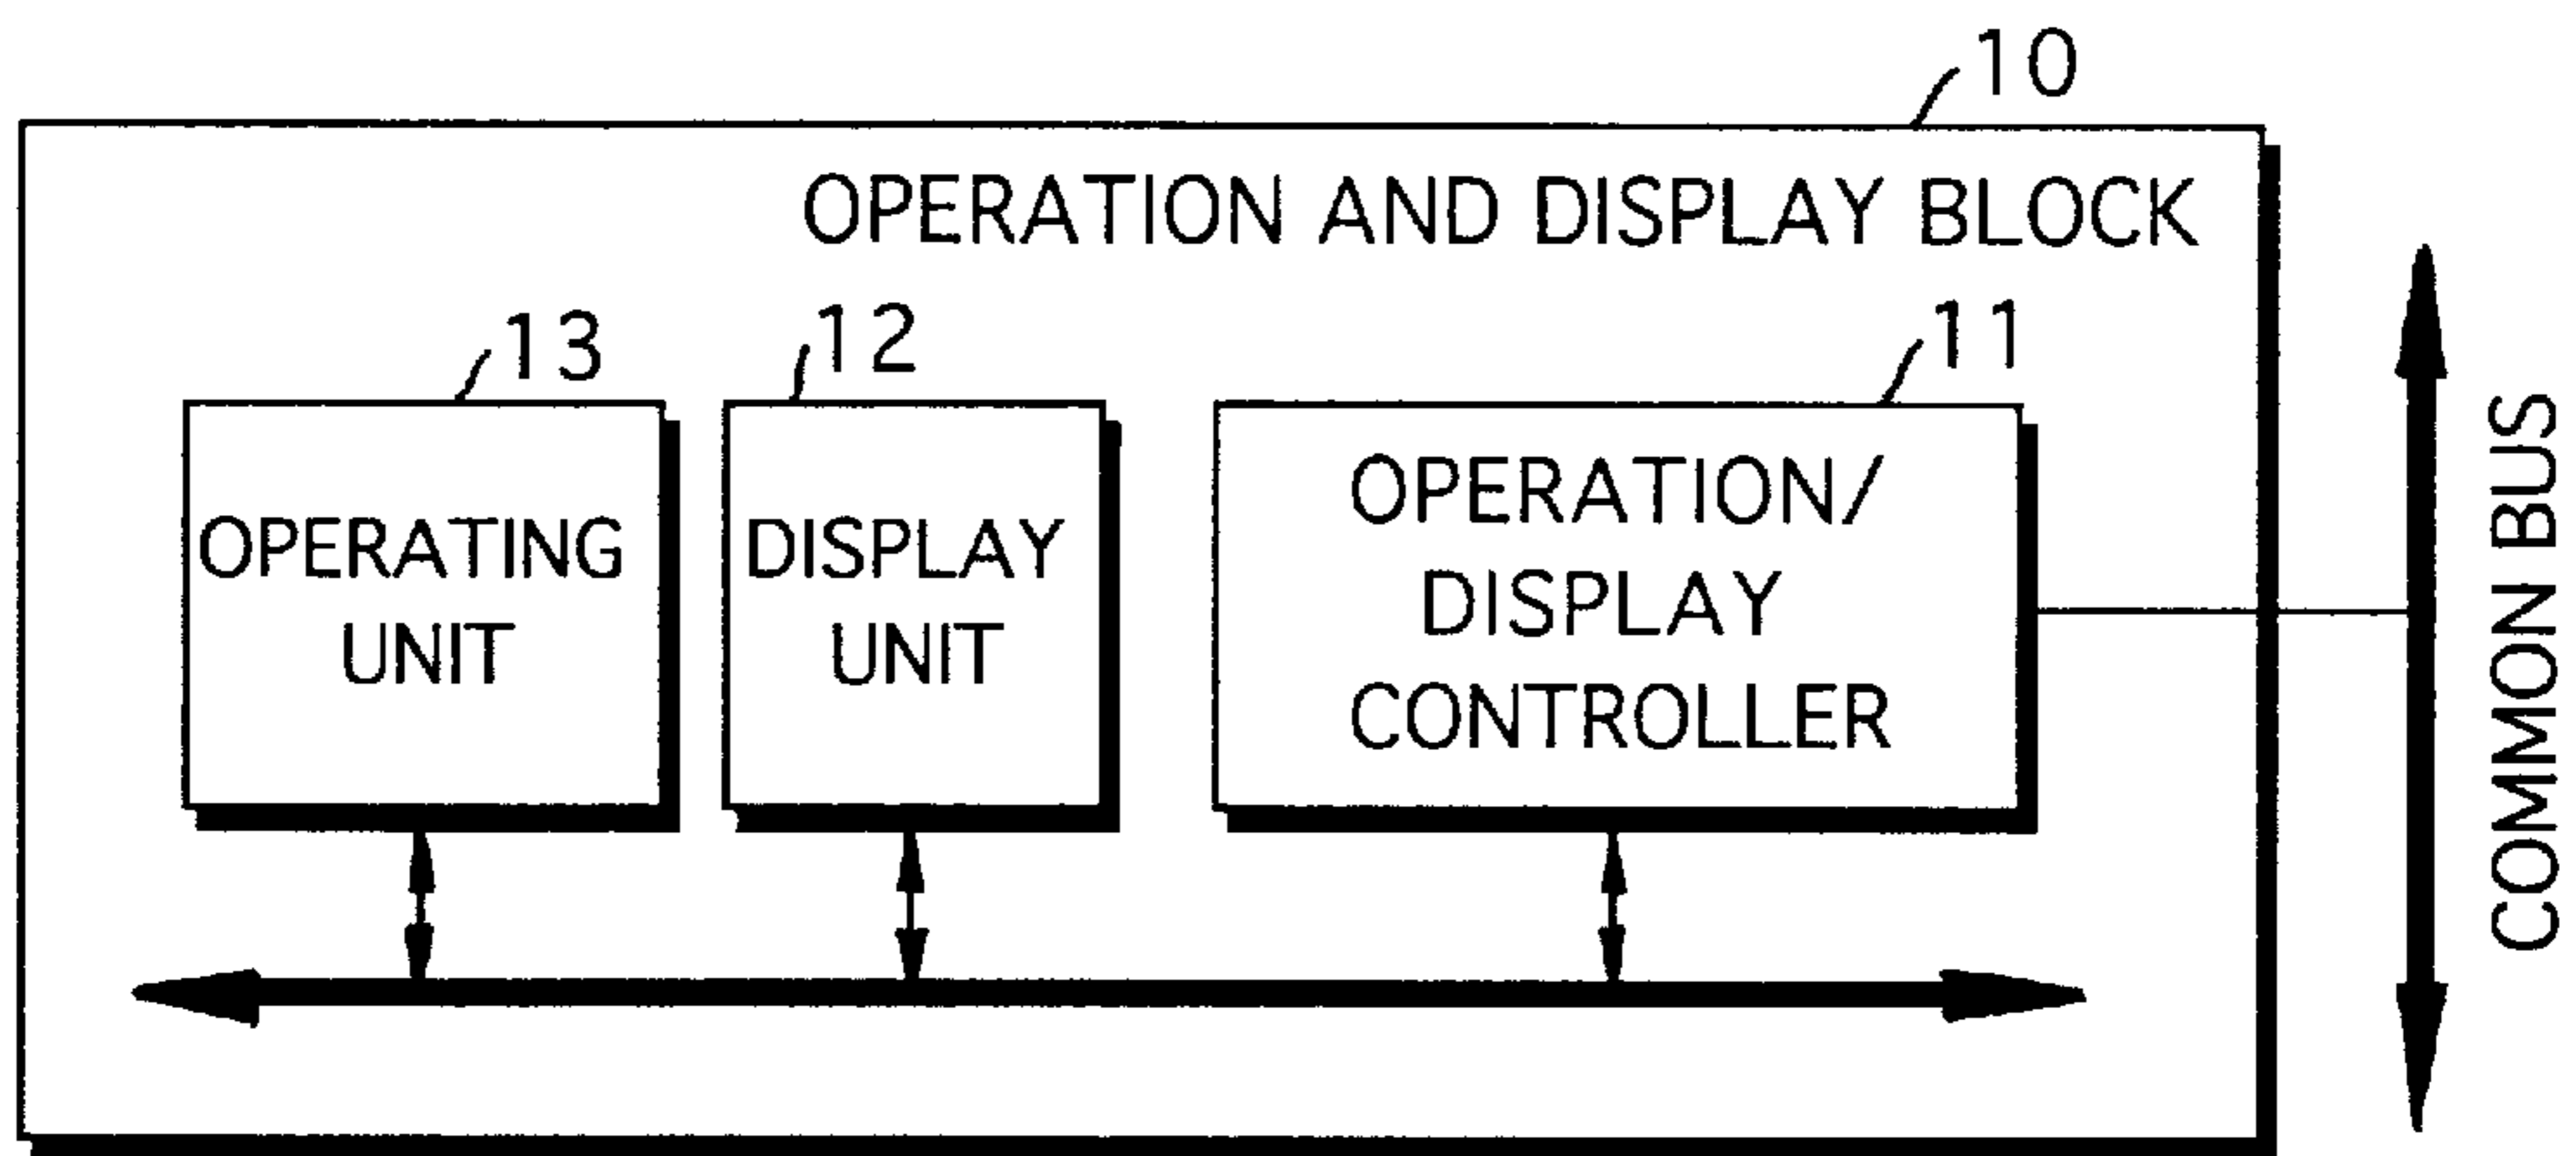 10
OPERATION AND DISPLAY BLOCK
13
12
11
OPERATING
UNIT
DISPLAY
UNIT
OPERATION/
DISPLAY
CONTROLLER
COMMON BUS